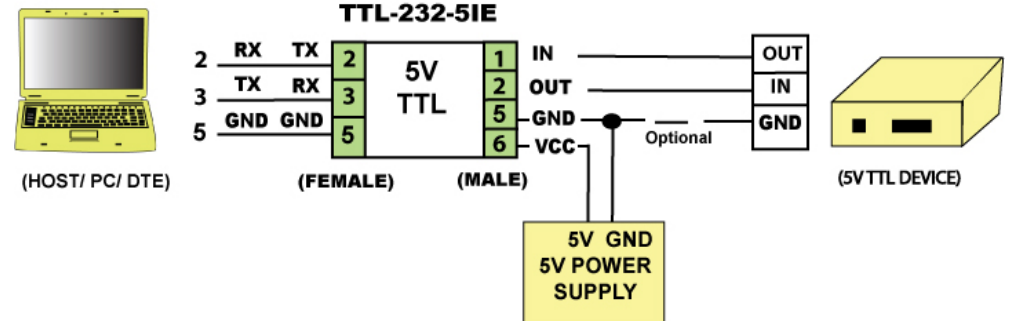 TTL-232-5IE
2 RX TX 2
3 TX RX 3
5 GND GND 5
5V
TTL
1 IN OUT
2 OUT IN
5 GND Optional GND
6 VCC
(HOST/ PC/ DTE)
(FEMALE)
(MALE)
(5V TTL DEVICE)
5V GND
5V POWER
SUPPLY